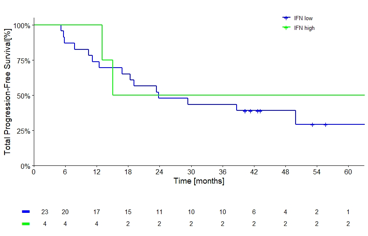 IFN low
IFN high
Total Progression-Free Survival[%]
100%
75%
50%
25%
0%
0 6 12 18 24 30 36 42 48 54 60
Time [months]
23 20 17 15 11 10 10 6 4 2 1
4 4 4 2 2 2 2 2 2 2 2